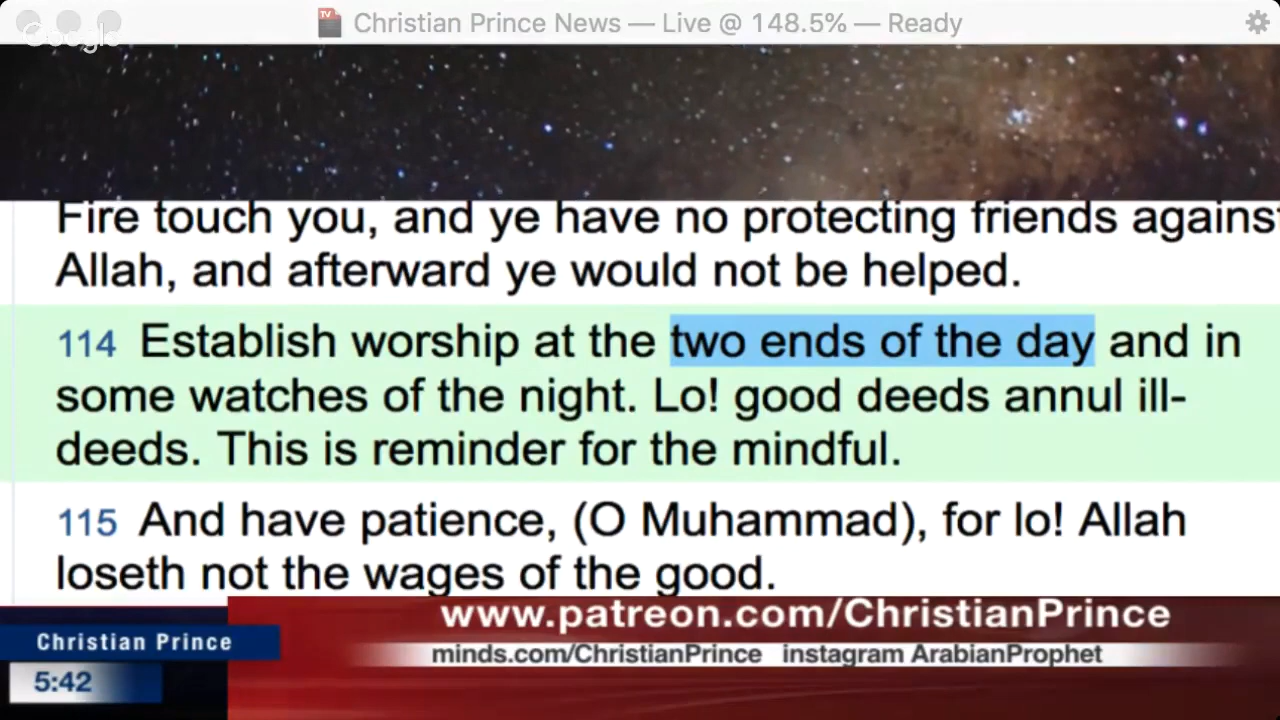 Christian Prince News — Live @ 148.5% — Ready
Google
TV
Fire touch you, and ye have no protecting friends against
Allah, and afterward ye would not be helped.
114 Establish worship at the two ends of the day and in
some watches of the night. Lo! good deeds annul ill-
deeds. This is reminder for the mindful.
115 And have patience, (O Muhammad), for lo! Allah
loseth not the wages of the good.
www.patreon.com/ChristianPrince
Christian Prince
minds.com/ChristianPrince instagram ArabianProphet
5:42